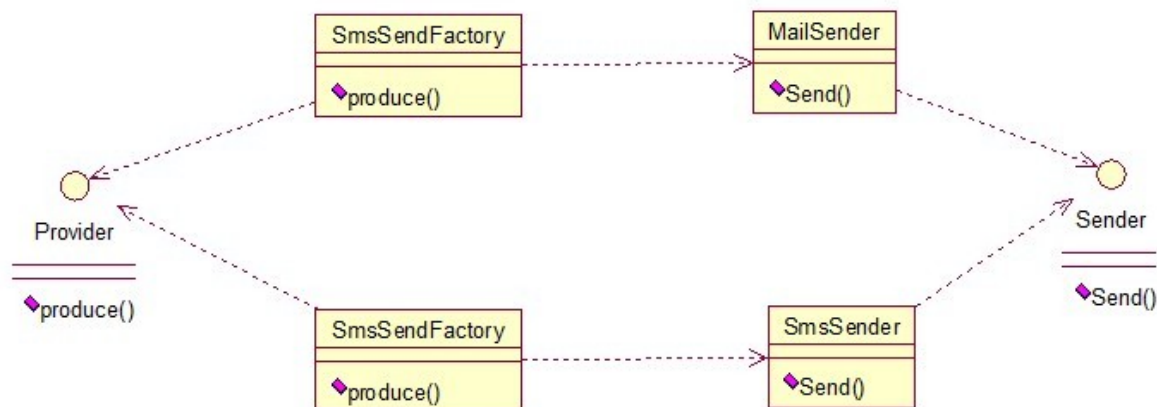 SmsSendFactory
produce()
MailSender
Send()
Provider
produce()
Sender
Send()
SmsSendFactory
produce()
SmsSender
Send()